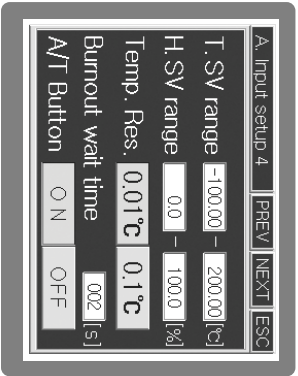 A. Input setup 4 PREV NEXT ESC
T.SV range -100.00 - 200.00 [℃]
H.SV range 0.0 - 100.0 [%]
Temp. Res. 0.01℃ 0.1℃
Burnout wait time 002 [S]
A/T Button ON OFF